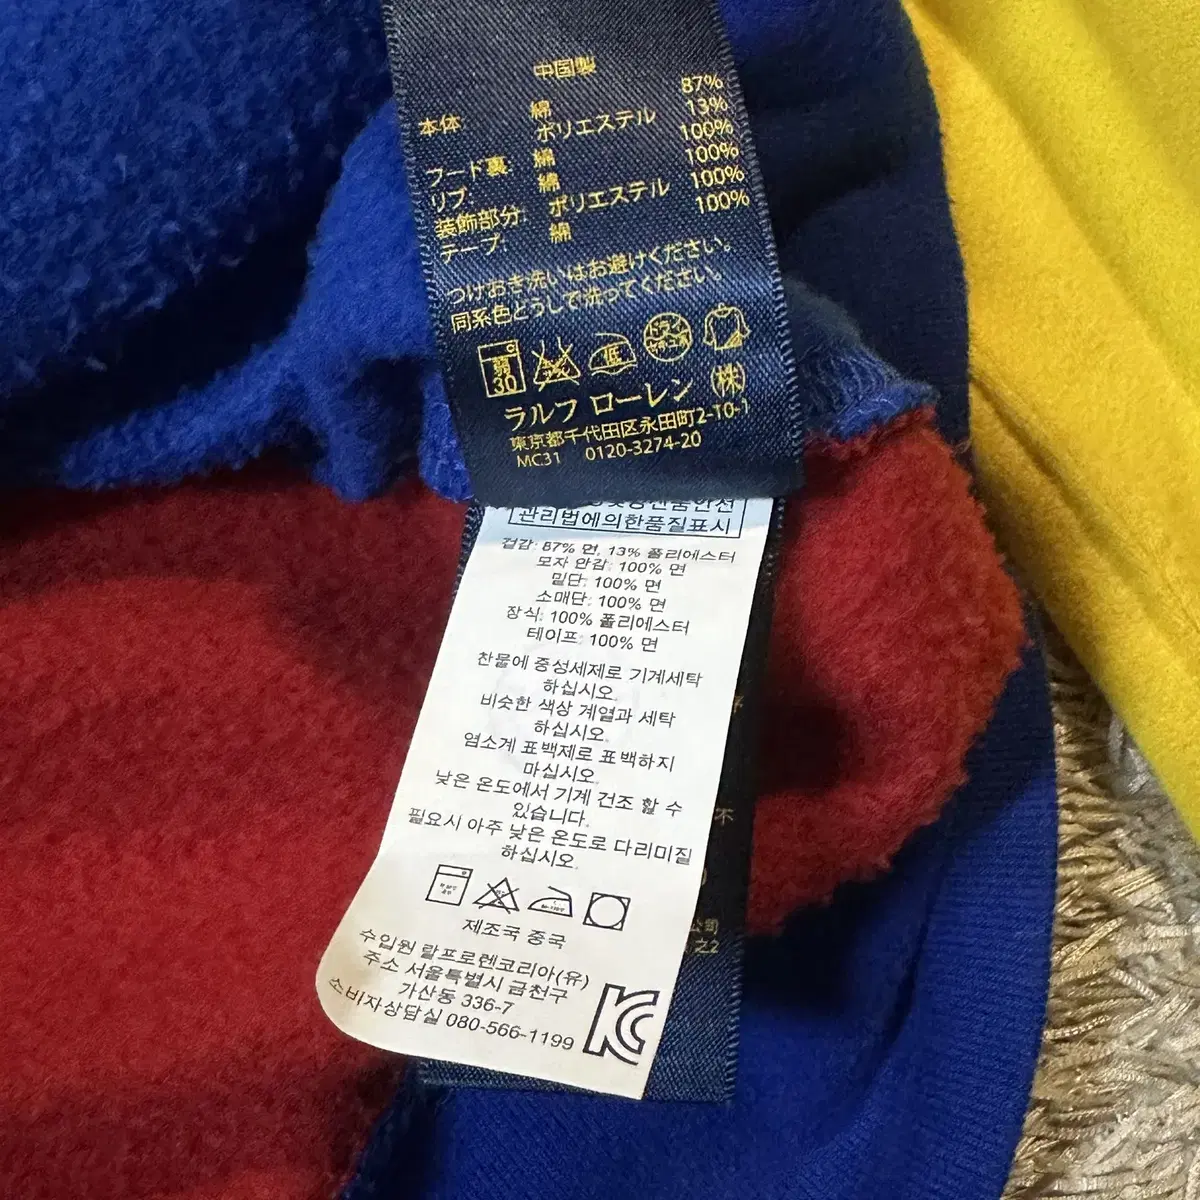 中国製
本体 綿 87%
ポリエステル 13%
フード裏 綿 100%
リブ 綿 100%
装飾部分 ポリエステル 100%
テープ 綿 100%
つけおき洗いはお避けください。
同系色どうしで洗ってください。
弱
30
低
ドライ
ラルフ ローレン (株)
東京都千代田区永田町2-10-1
MC31 0120-3274-20
관리법에의한품질표시
겉감: 87% 면, 13% 폴리에스터
모자 안감: 100% 면
밑단: 100% 면
소매단: 100% 면
장식: 100% 폴리에스터
테이프: 100% 면
찬물에 중성세제로 기계세탁
하십시오.
비슷한 색상 계열과 세탁
하십시오.
염소계 표백제로 표백하지
마십시오.
낮은 온도에서 기계 건조 할 수
있습니다.
필요시 아주 낮은 온도로 다리미질
하십시오.
제조국 중국
수입원 랄프로렌코리아(유)
주소 서울특별시 금천구
가산동 336-7
소비자상담실 080-566-1199
KC
不
公司
之2